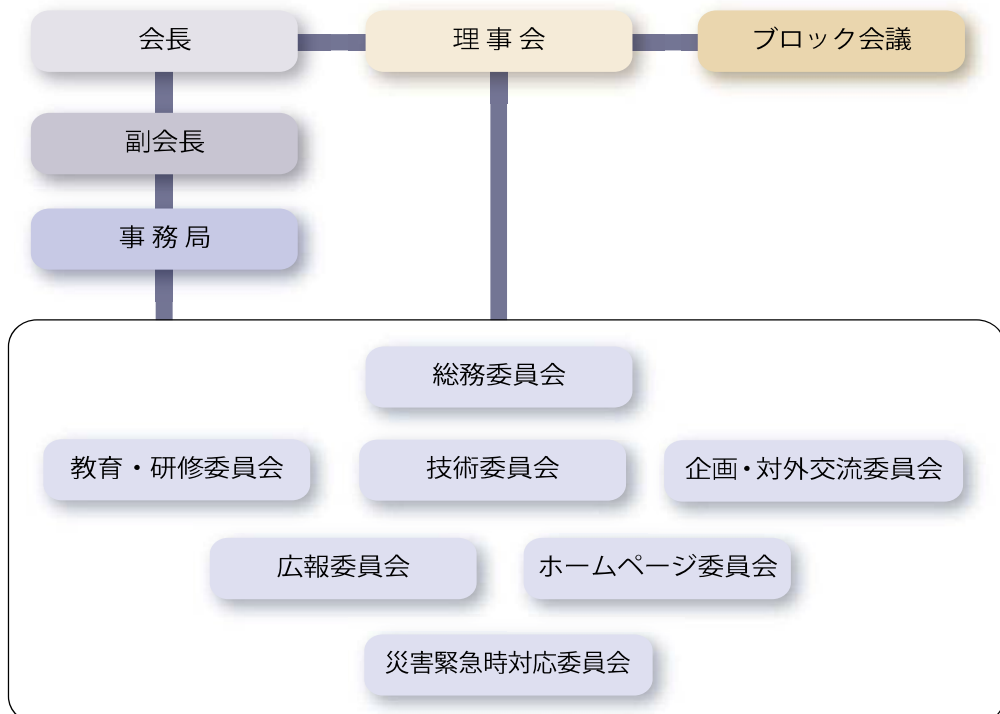 会長
理事会
ブロック会議
副会長
事務局
総務委員会
教育・研修委員会
技術委員会
企画・対外交流委員会
広報委員会
ホームページ委員会
災害緊急時対応委員会